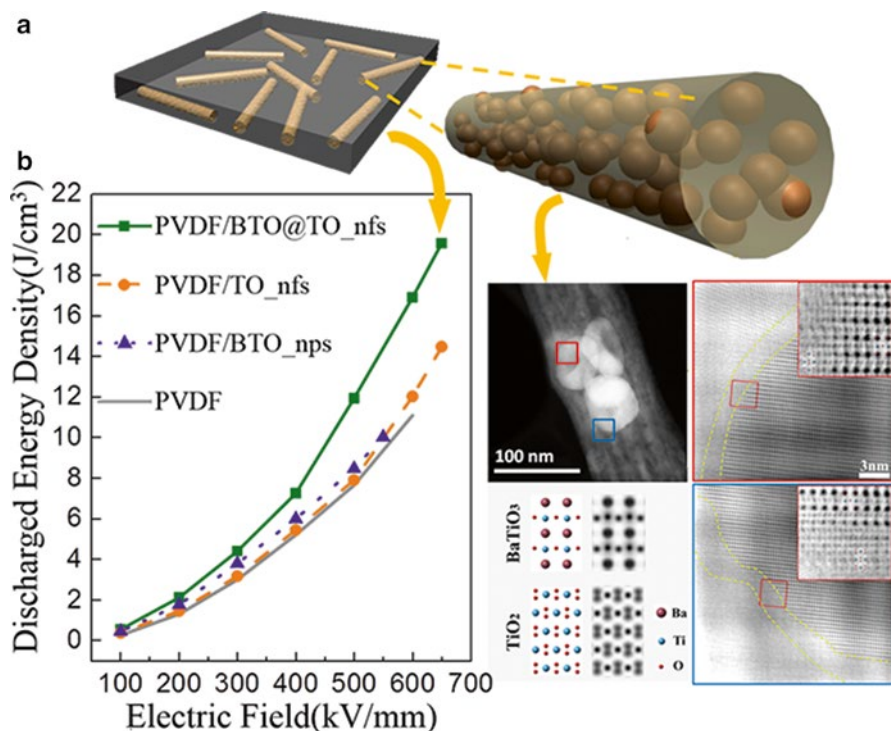 a
b
22
20
18
16
14
12
10
8
6
4
2
0
Discharged Energy Density(J/cm³)
PVDF/BTO@TO_nfs
PVDF/TO_nfs
PVDF/BTO_nps
PVDF
100 200 300 400 500 600 700
Electric Field(kV/mm)
100 nm
3nm
BaTiO₃
TiO₂
Ba
Ti
O